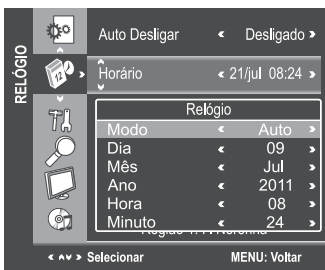 RELÓGIO
Auto Desligar Desligado
Horário 21/jul 08:24
Relógio
Modo Auto
Dia 09
Mês Jul
Ano 2011
Hora 08
Minuto 24
Selecionar MENU: Voltar